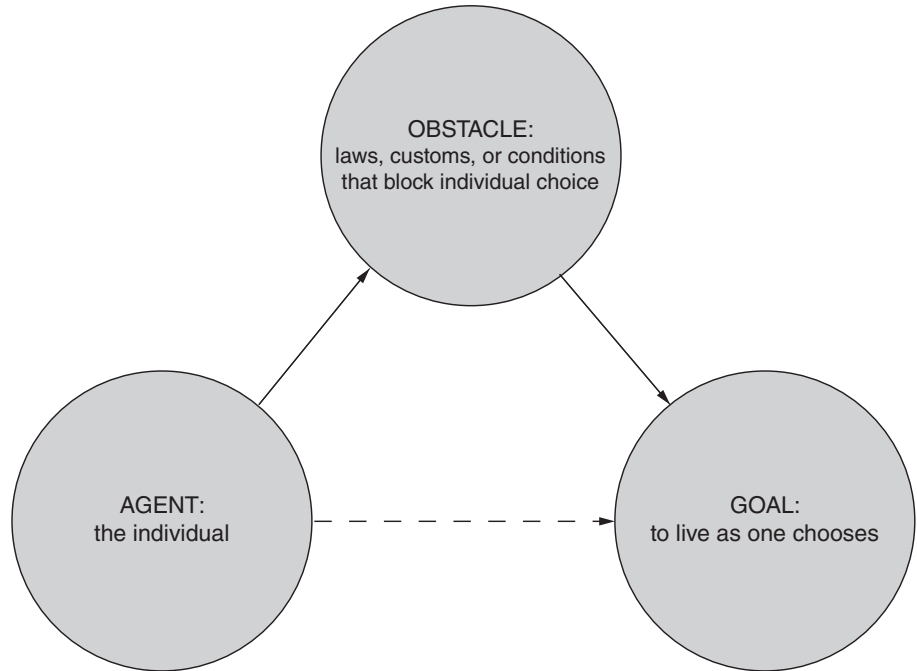 OBSTACLE:
laws, customs, or conditions
that block individual choice
AGENT:
the individual
GOAL:
to live as one chooses